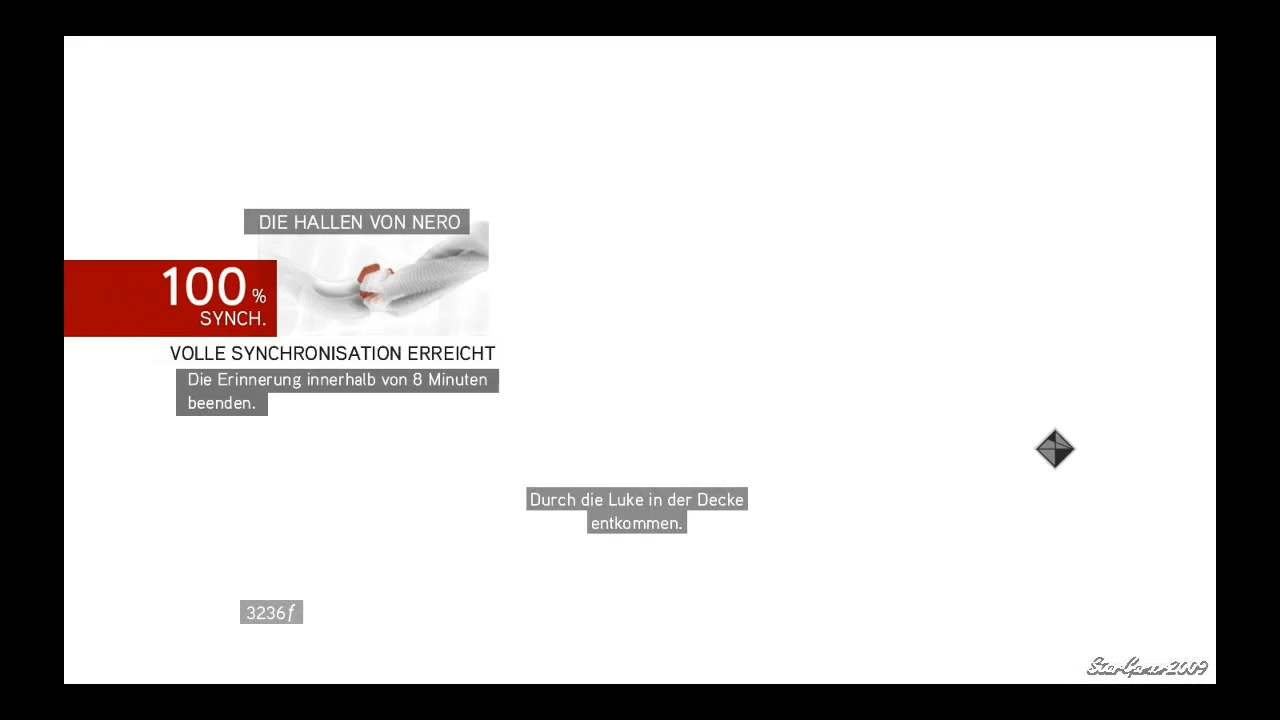 DIE HALLEN VON NERO
100 %
SYNCH.
VOLLE SYNCHRONISATION ERREICHT
Die Erinnerung innerhalb von 8 Minuten
beenden.
Durch die Luke in der Decke
entkommen.
3236ƒ
StarGamer2009